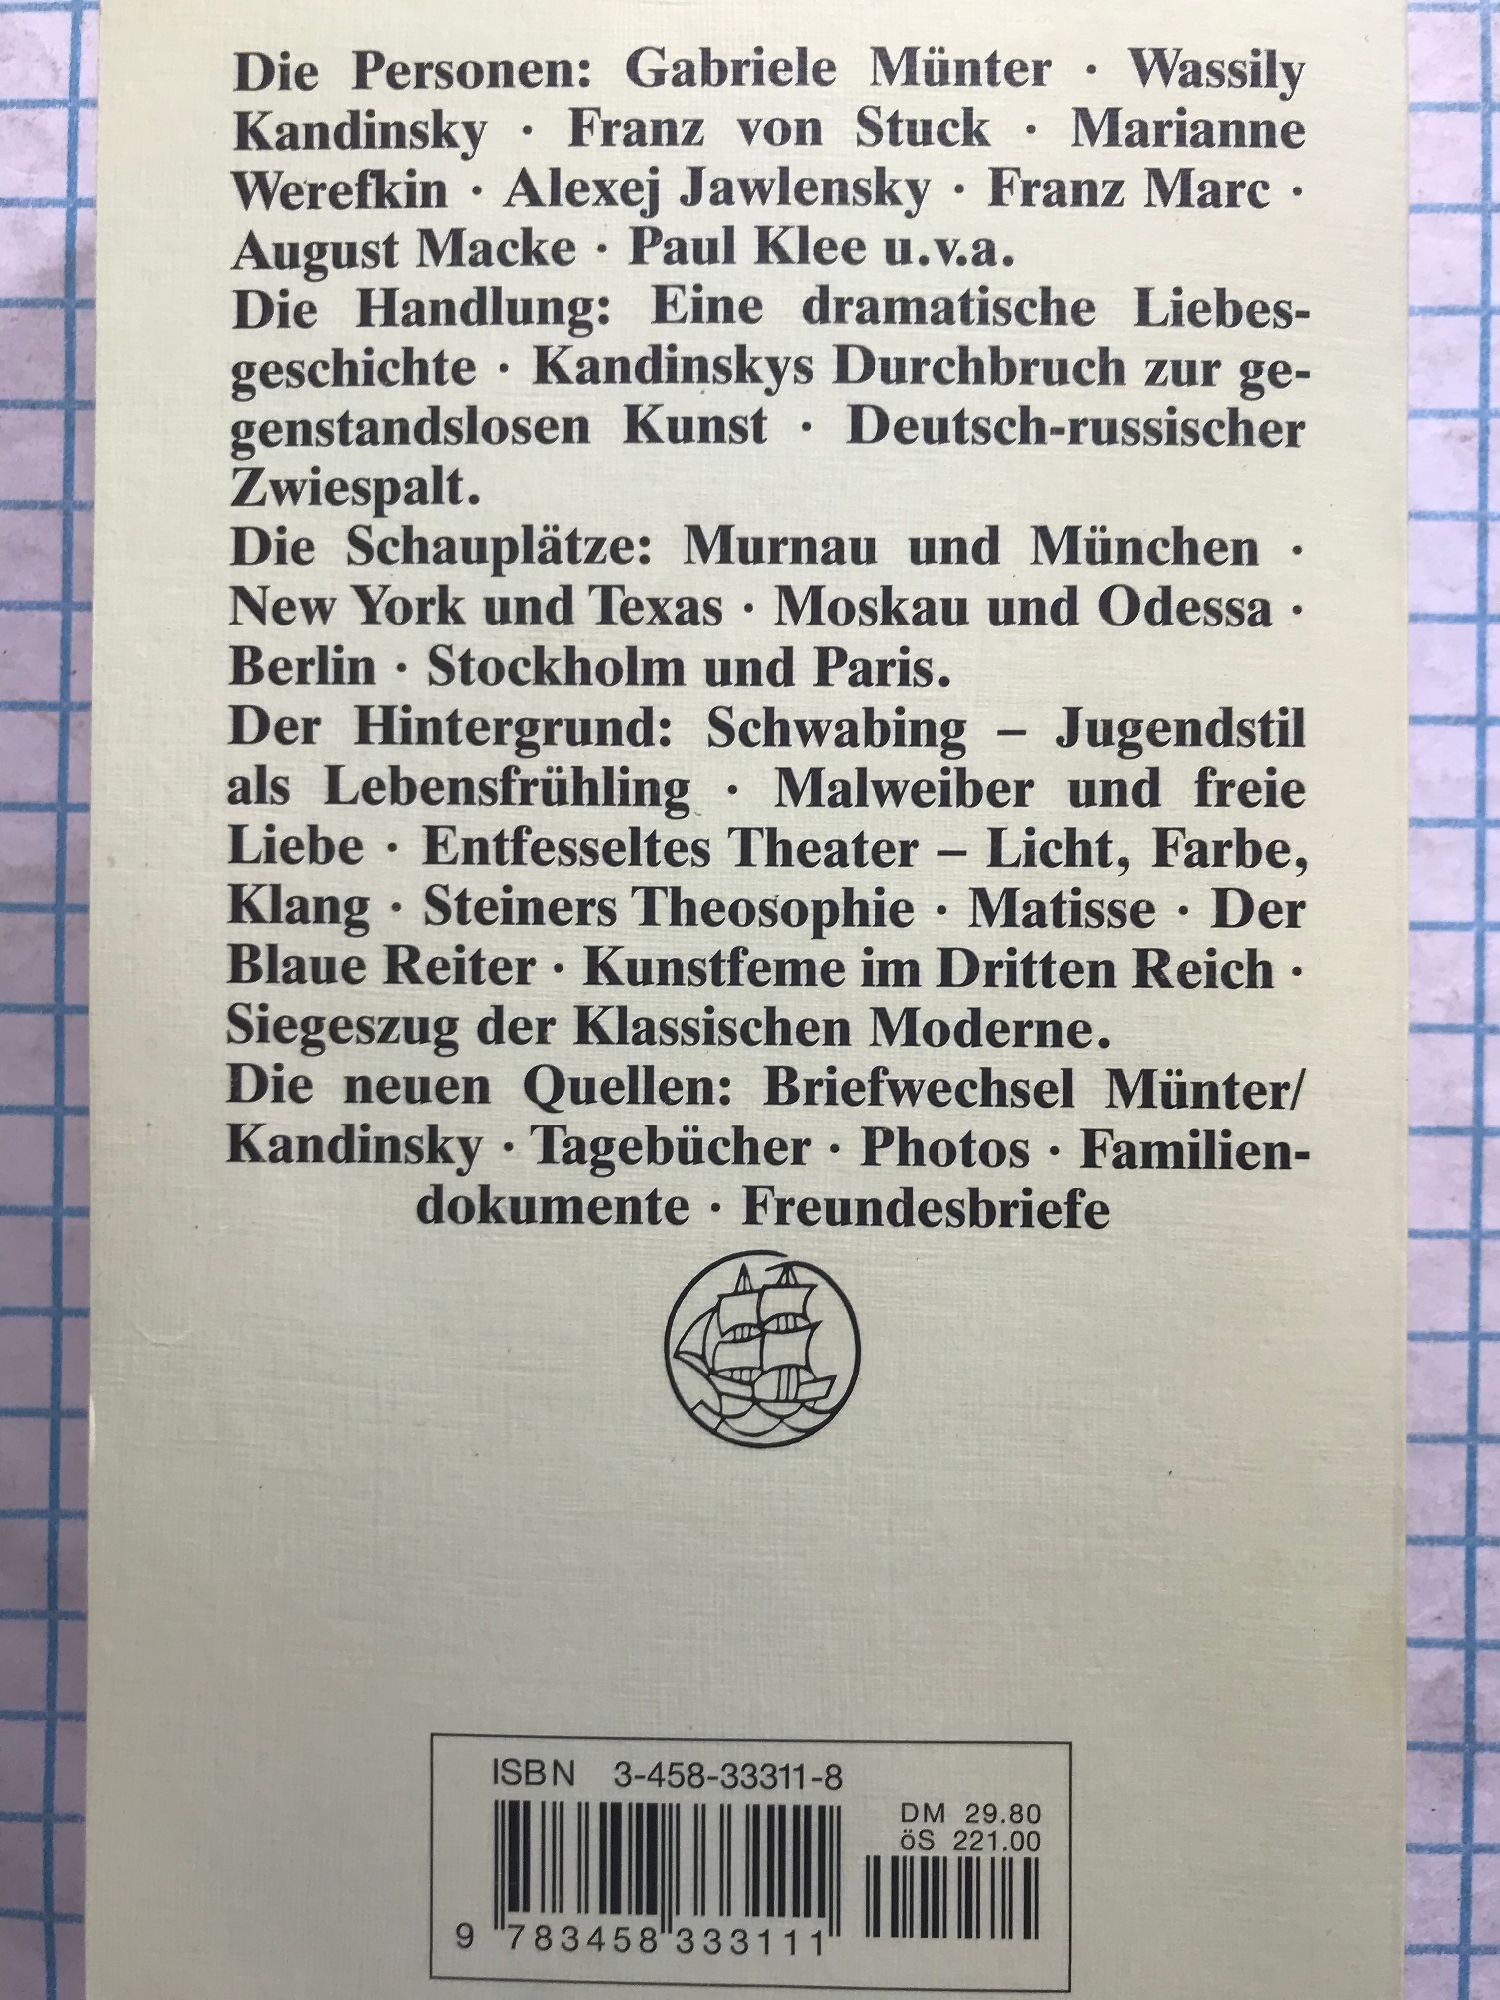 Die Personen: Gabriele Münter · Wassily
Kandinsky · Franz von Stuck · Marianne
Werefkin · Alexej Jawlensky · Franz Marc ·
August Macke · Paul Klee u.v.a.
Die Handlung: Eine dramatische Liebes-
geschichte · Kandinskys Durchbruch zur ge-
genstandslosen Kunst · Deutsch-russischer
Zwiespalt.
Die Schauplätze: Murnau und München ·
New York und Texas · Moskau und Odessa ·
Berlin · Stockholm und Paris.
Der Hintergrund: Schwabing – Jugendstil
als Lebensfrühling · Malweiber und freie
Liebe · Entfesseltes Theater – Licht, Farbe,
Klang · Steiners Theosophie · Matisse · Der
Blaue Reiter · Kunstfeme im Dritten Reich ·
Siegeszug der Klassischen Moderne.
Die neuen Quellen: Briefwechsel Münter/
Kandinsky · Tagebücher · Photos · Familien-
dokumente · Freundesbriefe
ISBN 3-458-33311-8
DM 29.80
öS 221.00
9 783458 333111